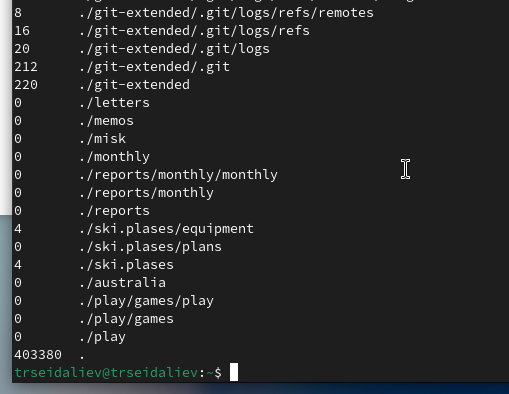 8       ./git-extended/.git/logs/refs/remotes
16      ./git-extended/.git/logs/refs
20      ./git-extended/.git/logs
212     ./git-extended/.git
220     ./git-extended
0       ./letters
0       ./memos
0       ./misk
0       ./monthly
0       ./reports/monthly/monthly
0       ./reports/monthly
0       ./reports
4       ./ski.plases/equipment
0       ./ski.plases/plans
4       ./ski.plases
0       ./australia
0       ./play/games/play
0       ./play/games
0       ./play
403380  .
trseidaliev@trseidaliev:~$